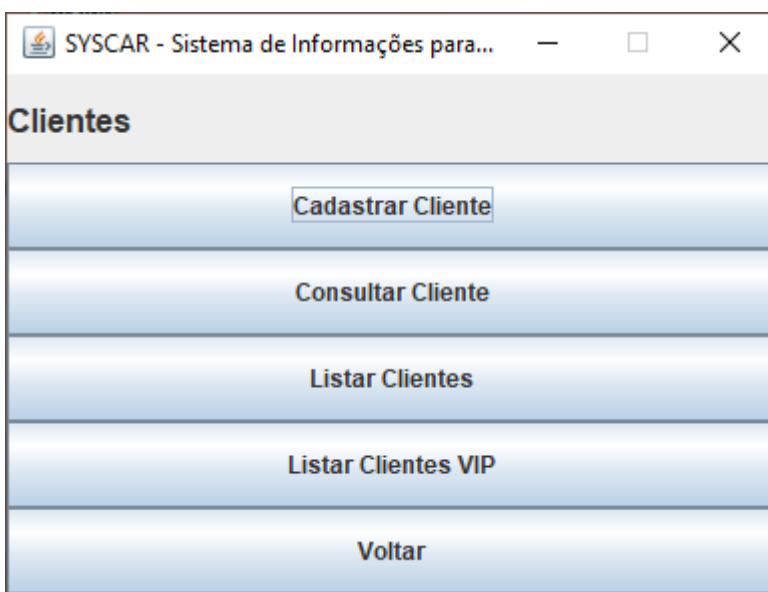 SYSCAR - Sistema de Informações para...
Clientes
Cadastrar Cliente
Consultar Cliente
Listar Clientes
Listar Clientes VIP
Voltar